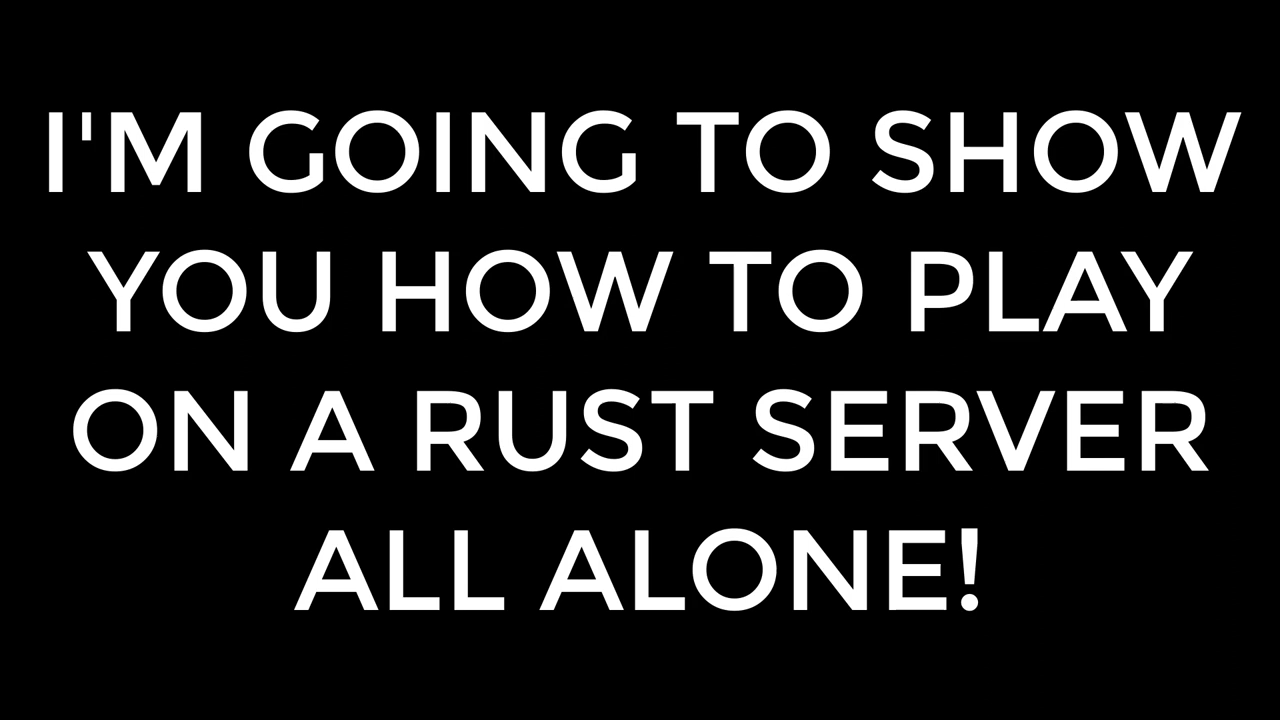 I'M GOING TO SHOW
YOU HOW TO PLAY
ON A RUST SERVER
ALL ALONE!